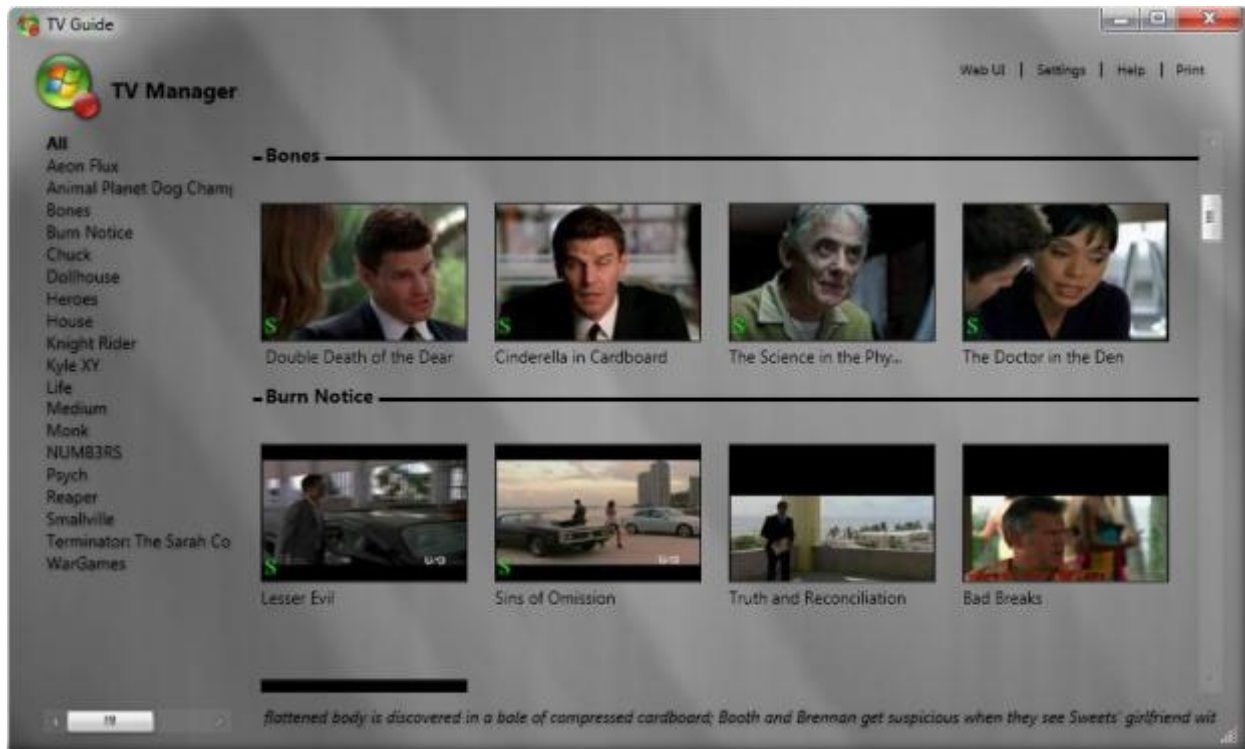 TV Guide
TV Manager
Web UI | Settings | Help | Print
All
Aeon Flux
Animal Planet Dog Champ
Bones
Burn Notice
Chuck
Dollhouse
Heroes
House
Knight Rider
Kyle XY
Life
Medium
Monk
NUMB3RS
Psych
Reaper
Smallville
Terminator: The Sarah Co
WarGames
Bones
S
S
S
S
Double Death of the Dear
Cinderella in Cardboard
The Science in the Phy...
The Doctor in the Den
Burn Notice
S
S
Lesser Evil
Sins of Omission
Truth and Reconciliation
Bad Breaks
flattened body is discovered in a bale of compressed cardboard; Booth and Brennan get suspicious when they see Sweets' girlfriend wit